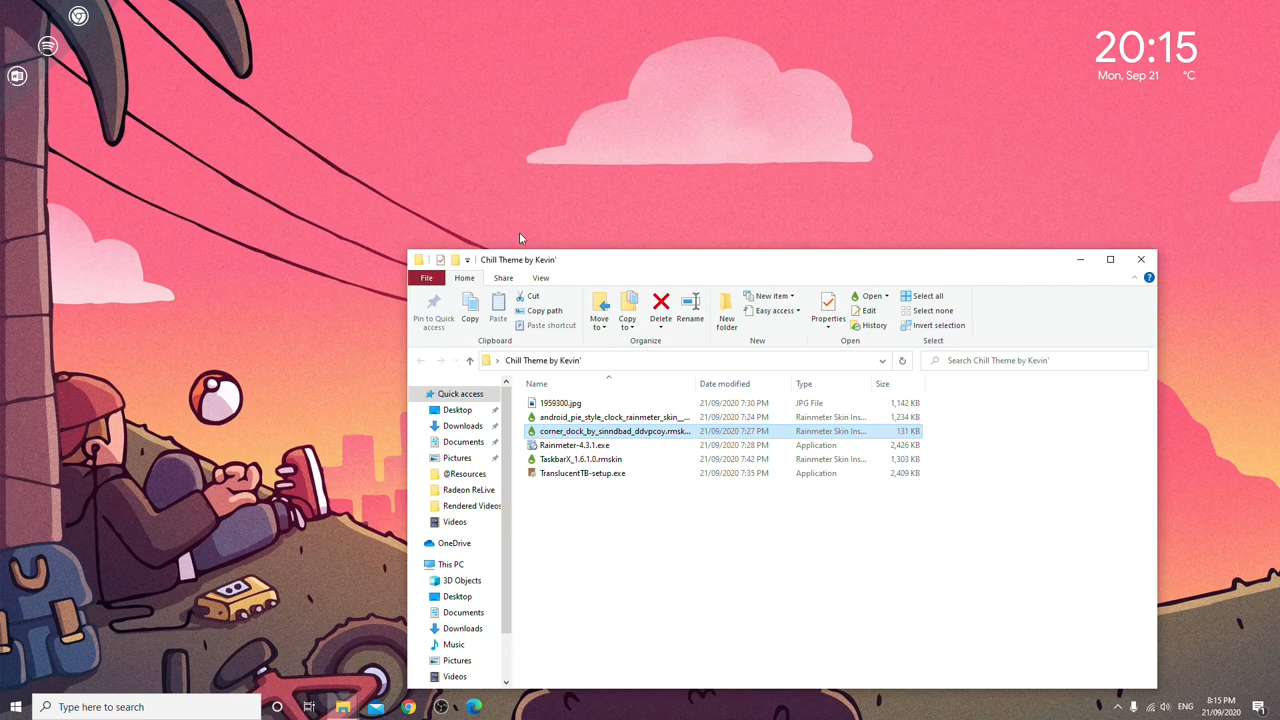 20:15
Mon, Sep 21 °C
Chill Theme by Kevin'
File Home Share View
Pin to Quick access
Copy
Paste
Cut
Copy path
Paste shortcut
Move to
Copy to
Delete
Rename
New folder
New item
Easy access
Properties
Open
Edit
History
Select all
Select none
Invert selection
Clipboard Organize New Open Select
Chill Theme by Kevin'
Search Chill Theme by Kevin'
Name Date modified Type Size
1959300.jpg 21/09/2020 7:30 PM JPG File 1,142 KB
android_pie_style_clock_rainmeter_skin__... 21/09/2020 7:24 PM Rainmeter Skin Ins... 1,234 KB
corner_dock_by_sinndbad_ddvpcoy.rmsk... 21/09/2020 7:27 PM Rainmeter Skin Ins... 131 KB
Rainmeter-4.3.1.exe 21/09/2020 7:28 PM Application 2,426 KB
TaskbarX_1.6.1.0.rmskin 21/09/2020 7:42 PM Rainmeter Skin Ins... 1,303 KB
TranslucentTB-setup.exe 21/09/2020 7:35 PM Application 2,409 KB
Quick access
Desktop
Downloads
Documents
Pictures
@Resources
Radeon ReLive
Rendered Videos
Videos
OneDrive
This PC
3D Objects
Desktop
Documents
Downloads
Music
Pictures
Videos
Type here to search
ENG
8:15 PM
21/09/2020